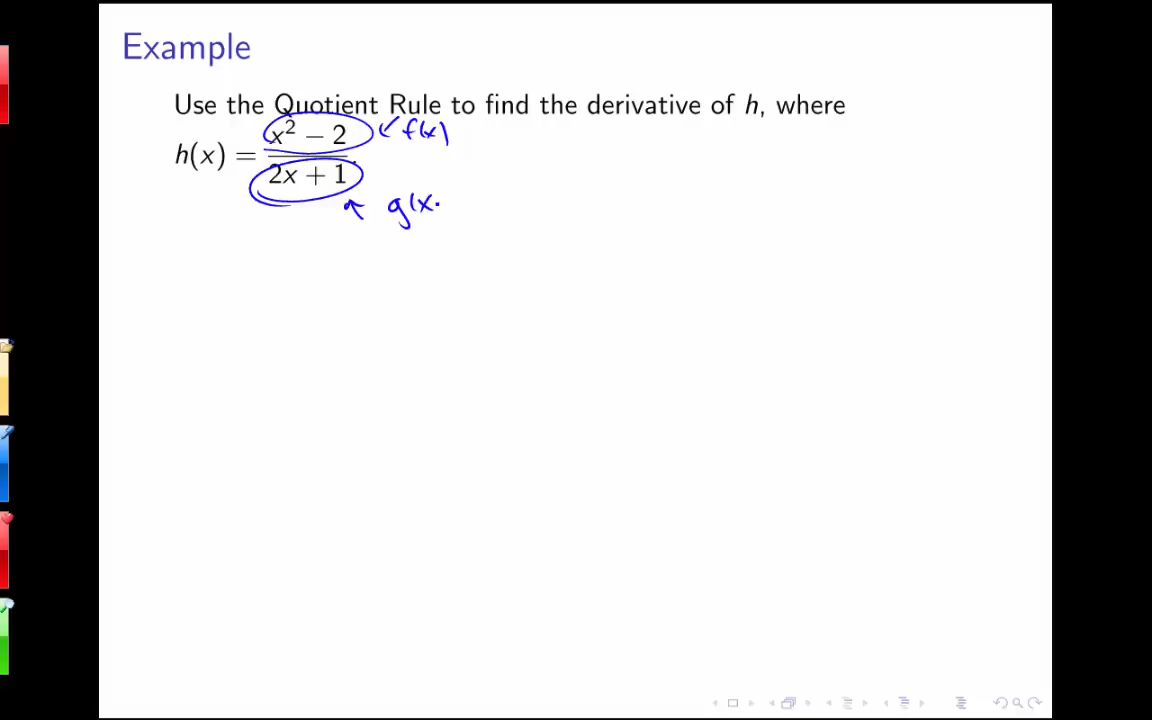 Example
Use the Quotient Rule to find the derivative of h, where
h(x) = x² − 2 / 2x + 1.
f(x)
g(x